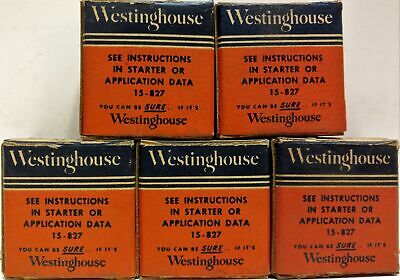 Westinghouse
SEE INSTRUCTIONS
IN STARTER OR
APPLICATION DATA
15-827
YOU CAN BE SURE.. IF IT'S
Westinghouse
Westinghouse
SEE INSTRUCTIONS
IN STARTER OR
APPLICATION DATA
15-827
YOU CAN BE SURE.. IF IT'S
Westinghouse
Westinghouse
SEE INSTRUCTIONS
IN STARTER OR
APPLICATION DATA
15-827
YOU CAN BE SURE.. IF IT'S
Westinghouse
Westinghouse
SEE INSTRUCTIONS
IN STARTER OR
APPLICATION DATA
15-827
YOU CAN BE SURE.. IF IT'S
Westinghouse
Westinghouse
SEE INSTRUCTIONS
IN STARTER OR
APPLICATION DATA
15-827
YOU CAN BE SURE.. IF IT'S
Westinghouse